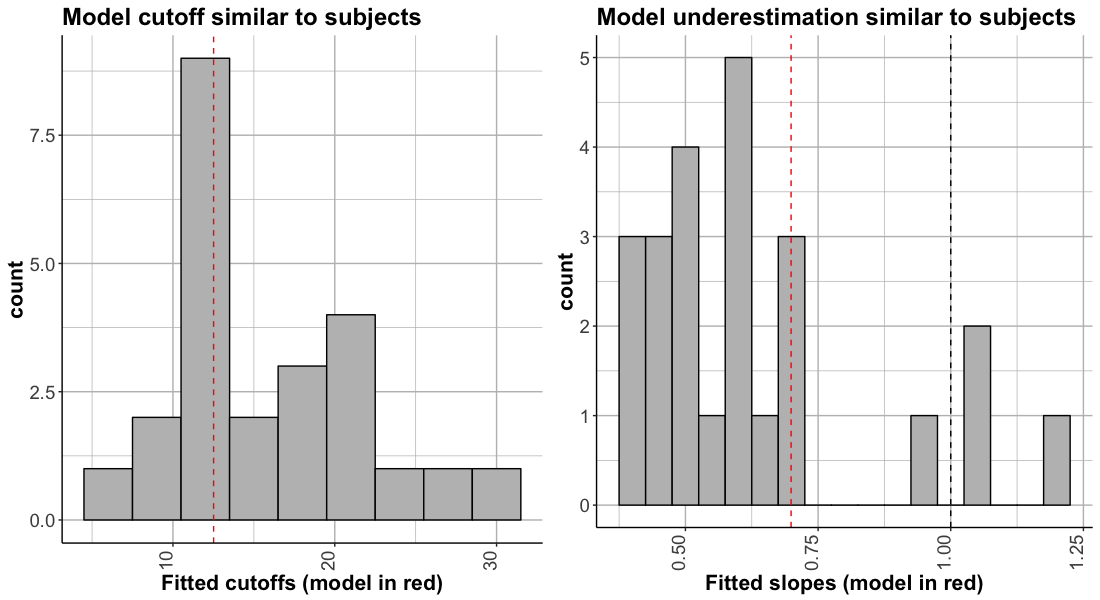 Model cutoff similar to subjects
count
7.5
5.0
2.5
0.0
10
20
30
Fitted cutoffs (model in red)
Model underestimation similar to subjects
count
5
4
3
2
1
0
0.50
0.75
1.00
1.25
Fitted slopes (model in red)